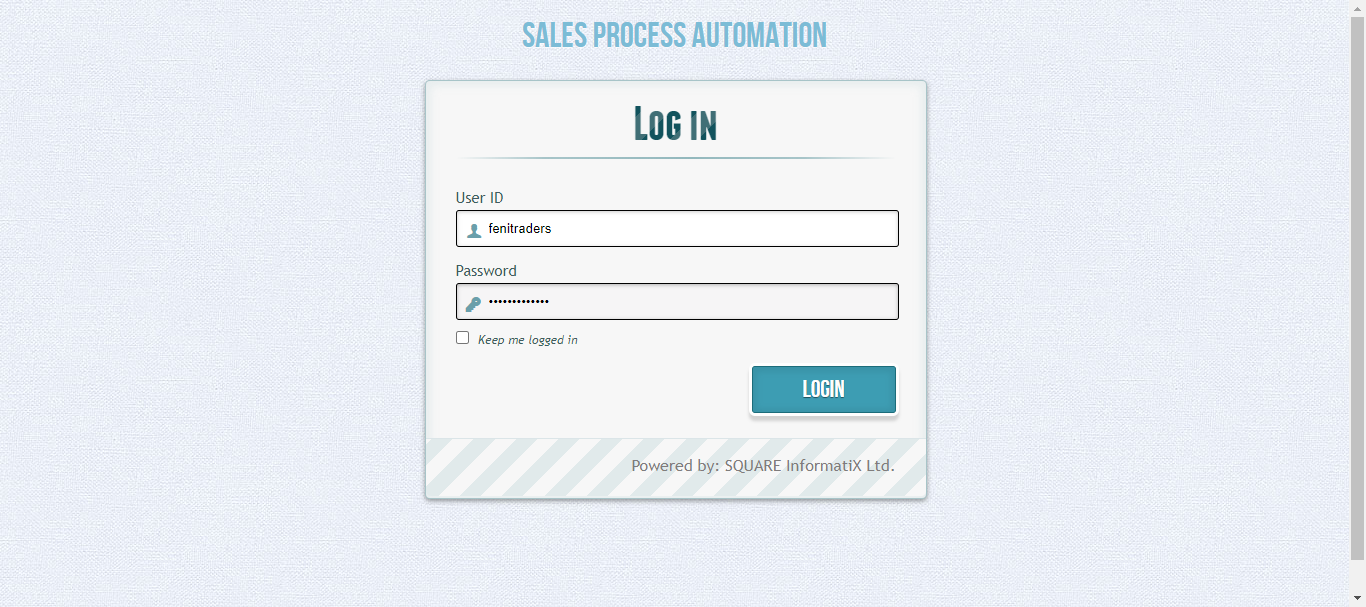 SALES PROCESS AUTOMATION
Log in
User ID
fenitraders
Password
•••••••••••••
Keep me logged in
LOGIN
Powered by: SQUARE InformatiX Ltd.